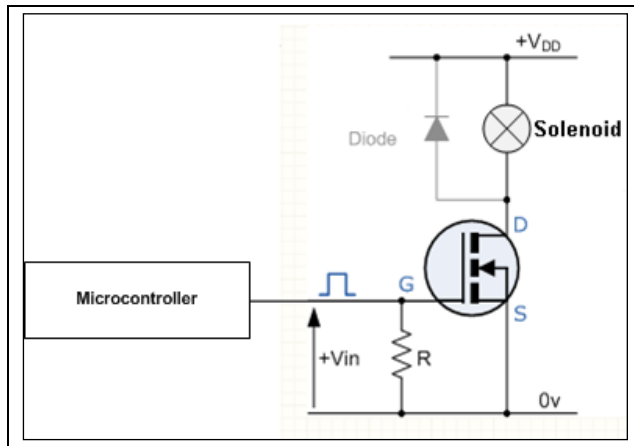 +VDD
Diode
Solenoid
D
Microcontroller
G
S
+Vin
R
0v